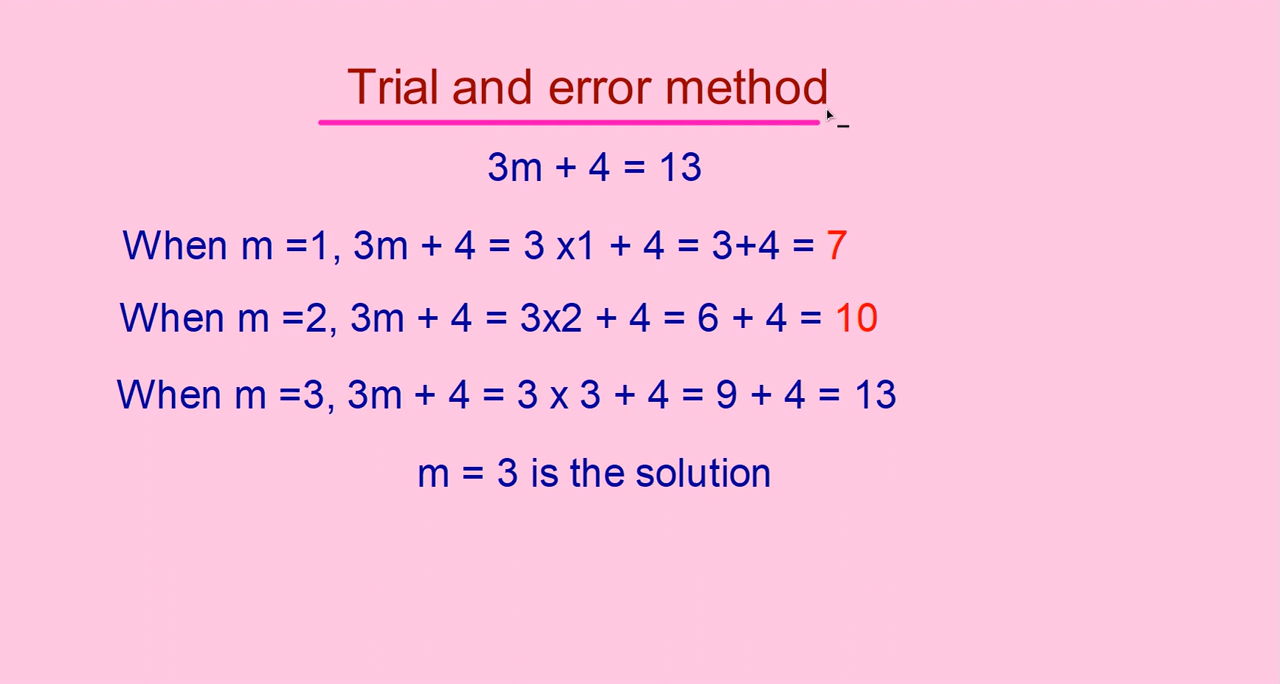 Trial and error method
3m + 4 = 13
When m =1, 3m + 4 = 3 x1 + 4 = 3+4 = 7
When m =2, 3m + 4 = 3x2 + 4 = 6 + 4 = 10
When m =3, 3m + 4 = 3 x 3 + 4 = 9 + 4 = 13
m = 3 is the solution